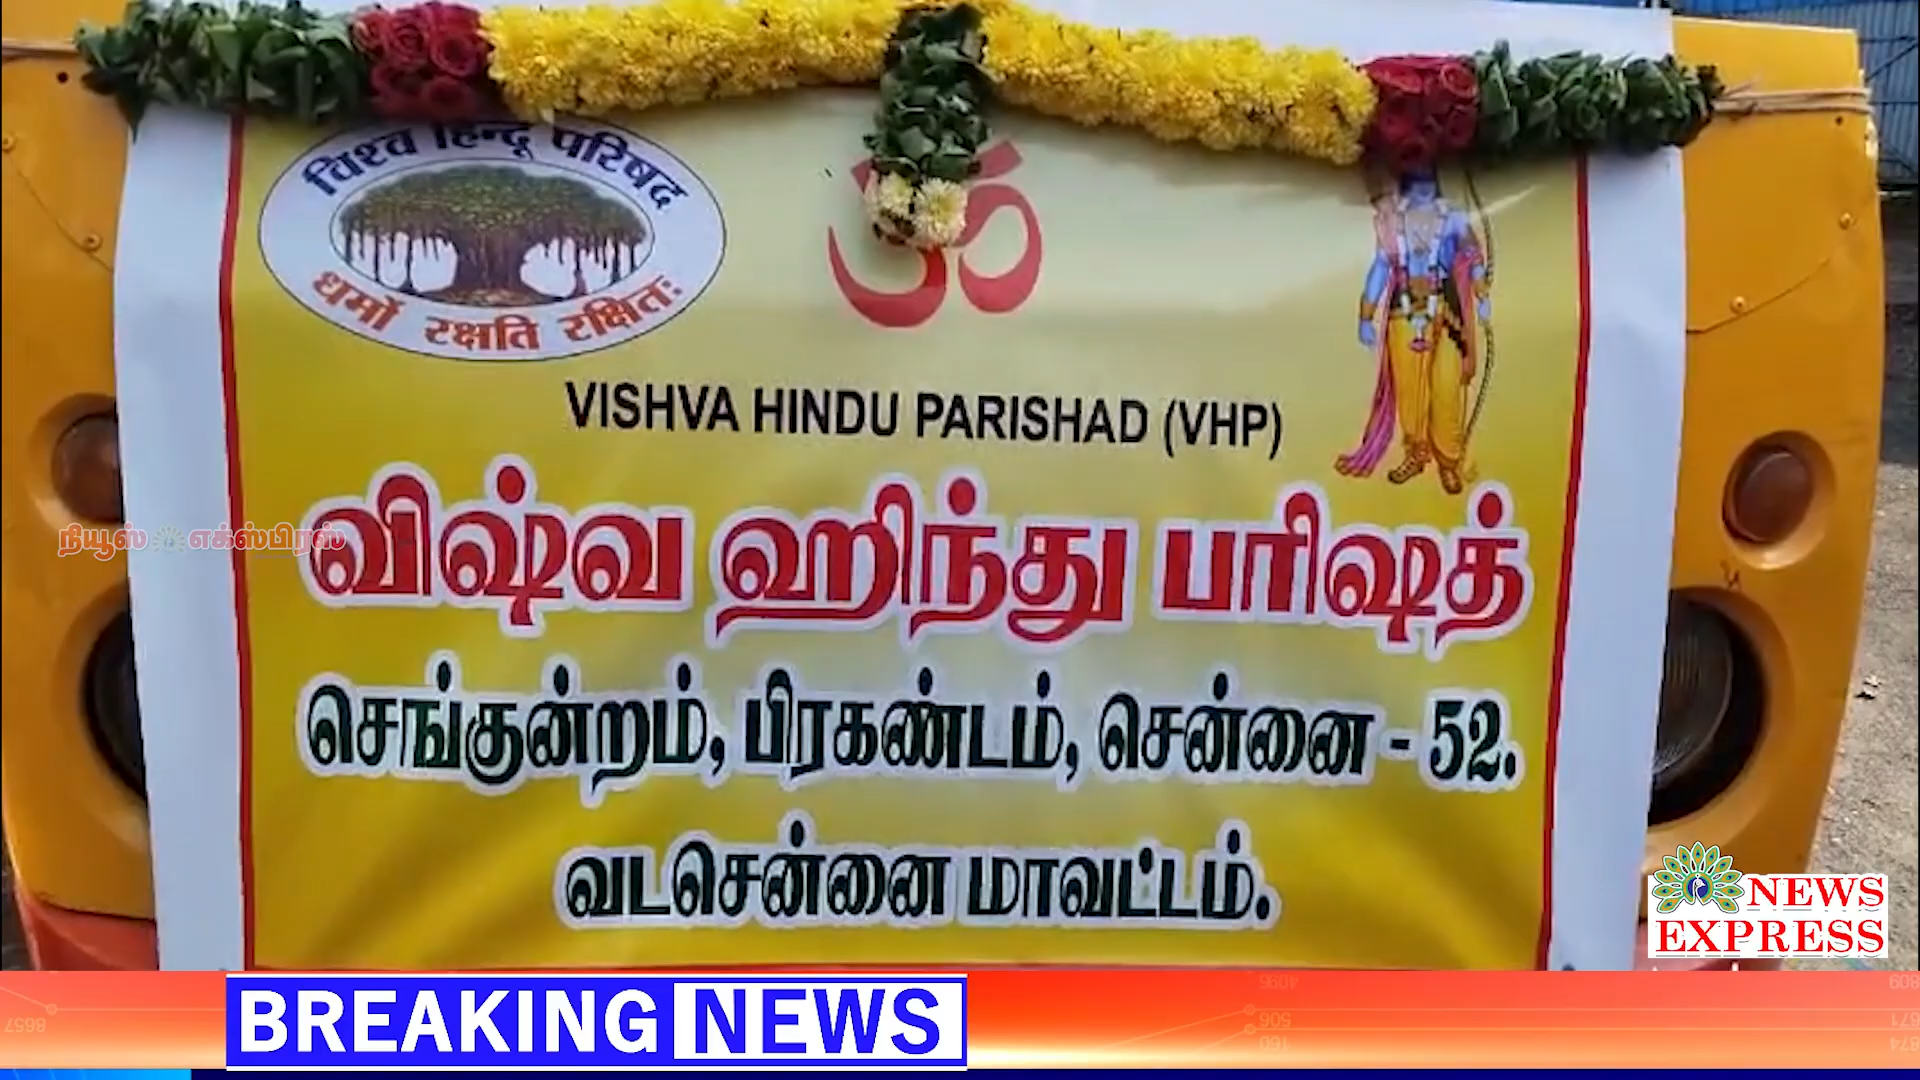 विश्व हिन्दू परिषद
धर्मो रक्षति रक्षितः
ॐ
VISHVA HINDU PARISHAD (VHP)
விஷ்வ ஹிந்து பரிஷத்
நியூஸ் எக்ஸ்பிரஸ்
செங்குன்றம், பிரகண்டம், சென்னை - 52.
வடசென்னை மாவட்டம்.
NEWS
EXPRESS
BREAKING NEWS